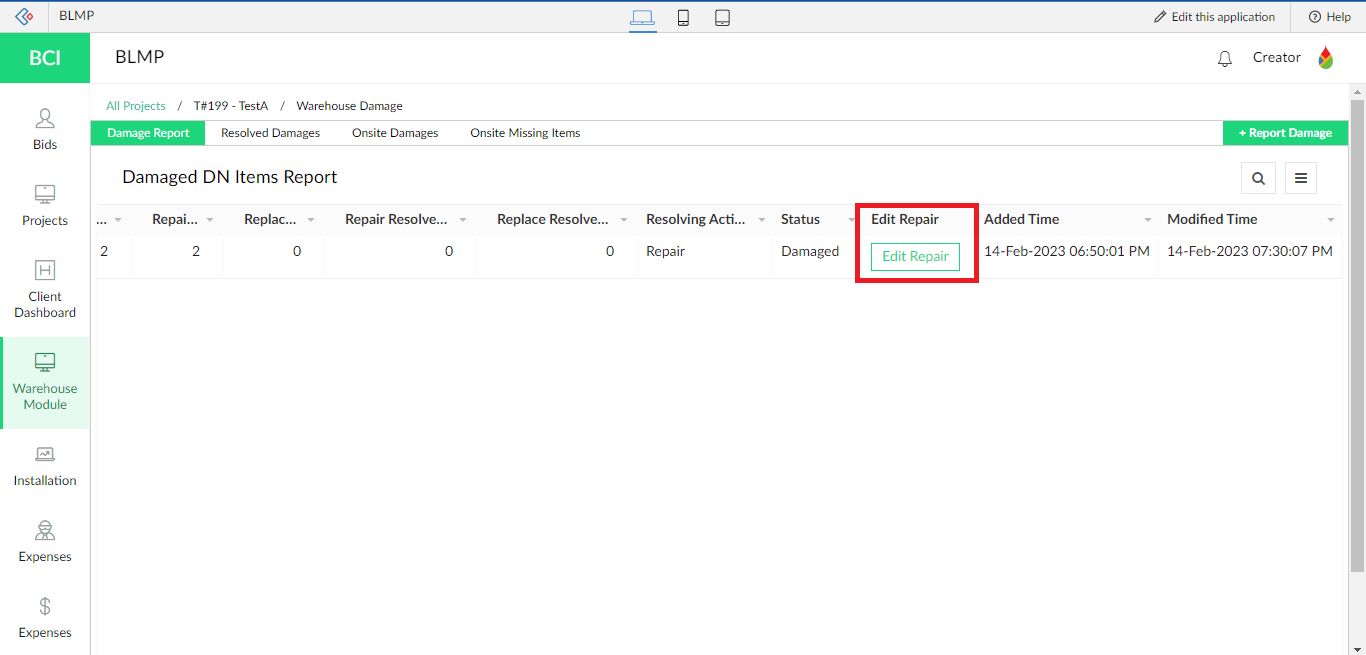 BLMP
Edit this application
Help
BCI
BLMP
Creator
Bids
Projects
Client
Dashboard
Warehouse
Module
Installation
Expenses
Expenses
All Projects / T#199 - TestA / Warehouse Damage
Damage Report Resolved Damages Onsite Damages Onsite Missing Items + Report Damage
Damaged DN Items Report
... Repai... Replac... Repair Resolve... Replace Resolve... Resolving Acti... Status Edit Repair Added Time Modified Time
2 2 0 0 0 Repair Damaged Edit Repair 14-Feb-2023 06:50:01 PM 14-Feb-2023 07:30:07 PM